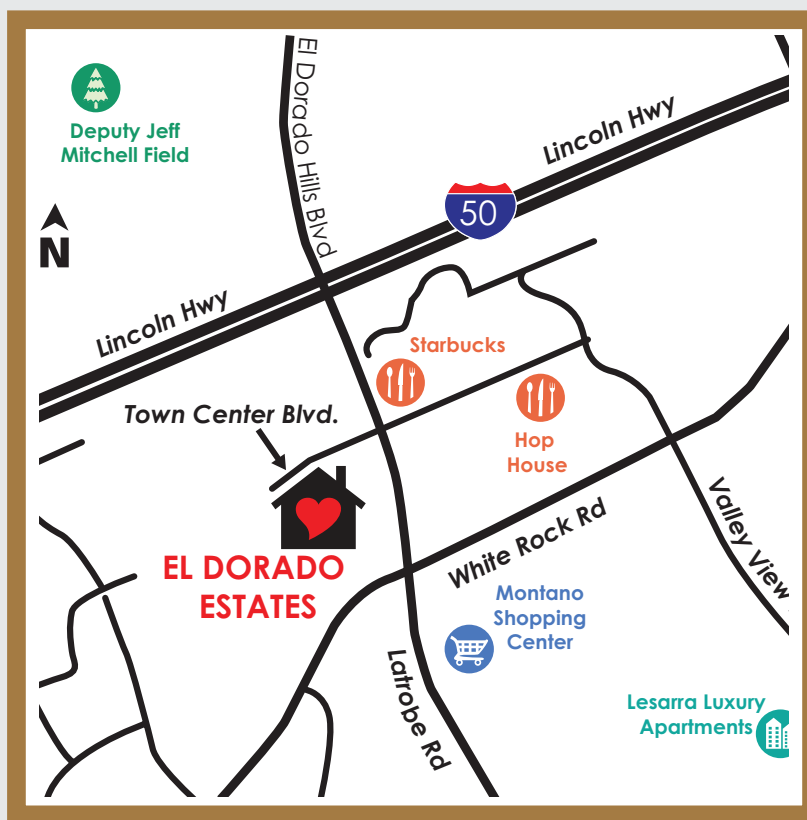 El Dorado Hills Blvd
Deputy Jeff
Mitchell Field
Lincoln Hwy
50
N
Lincoln Hwy
Starbucks
Town Center Blvd.
Hop
House
Valley View
White Rock Rd
EL DORADO
ESTATES
Montano
Shopping
Center
Latrobe Rd
Lesarra Luxury
Apartments